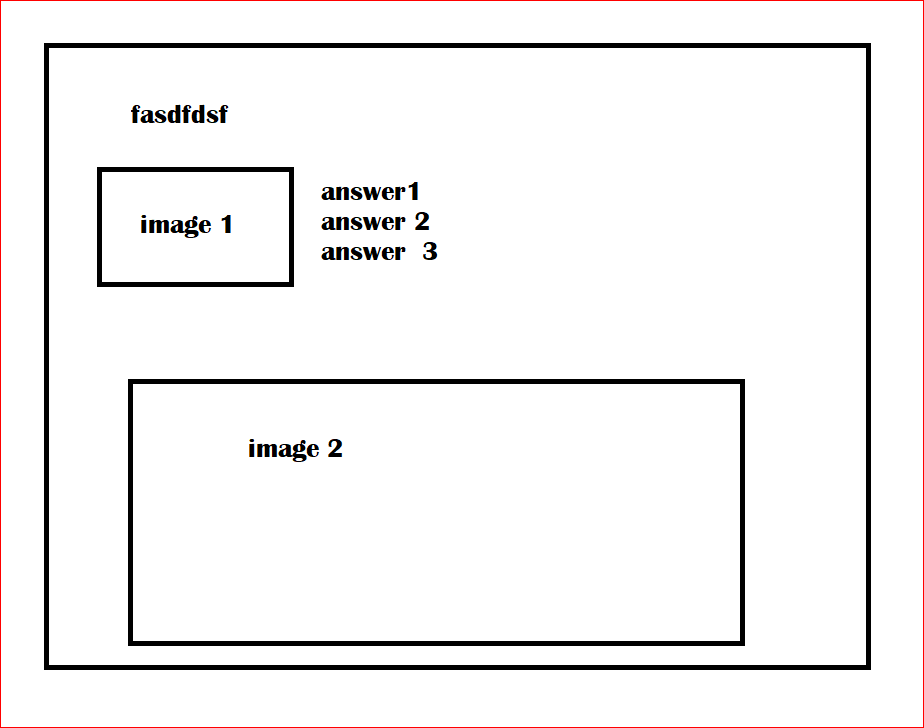 fasdfdsf
image 1
answer1
answer 2
answer  3
image 2